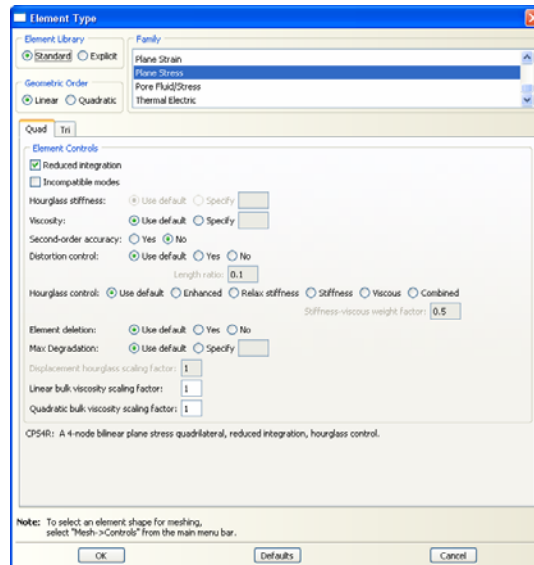 Element Type
Element Library
Standard Explicit
Geometric Order
Linear Quadratic
Family
Plane Strain
Plane Stress
Pore Fluid/Stress
Thermal Electric
Quad Tri
Element Controls
Reduced integration
Incompatible modes
Hourglass stiffness: Use default Specify
Viscosity: Use default Specify
Second-order accuracy: Yes No
Distortion control: Use default Yes No
Length ratio: 0.1
Hourglass control: Use default Enhanced Relax stiffness Stiffness Viscous Combined
Stiffness-viscous weight factor: 0.5
Element deletion: Use default Yes No
Max Degradation: Use default Specify
Displacement hourglass scaling factor: 1
Linear bulk viscosity scaling factor: 1
Quadratic bulk viscosity scaling factor: 1
CPS4R: A 4-node bilinear plane stress quadrilateral, reduced integration, hourglass control.
Note: To select an element shape for meshing,
select "Mesh->Controls" from the main menu bar.
OK Defaults Cancel